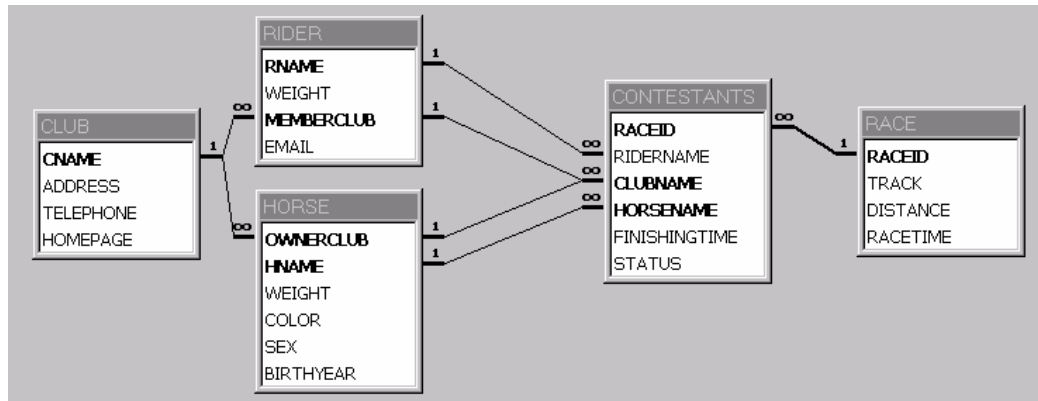 CLUB
CNAME
ADDRESS
TELEPHONE
HOMEPAGE
RIDER
RNAME
WEIGHT
MEMBERCLUB
EMAIL
HORSE
OWNERCLUB
HNAME
WEIGHT
COLOR
SEX
BIRTHYEAR
CONTESTANTS
RACEID
RIDERNAME
CLUBNAME
HORSENAME
FINISHINGTIME
STATUS
RACE
RACEID
TRACK
DISTANCE
RACETIME
1
∞
∞
1
1
1
1
∞
∞
∞
∞
1